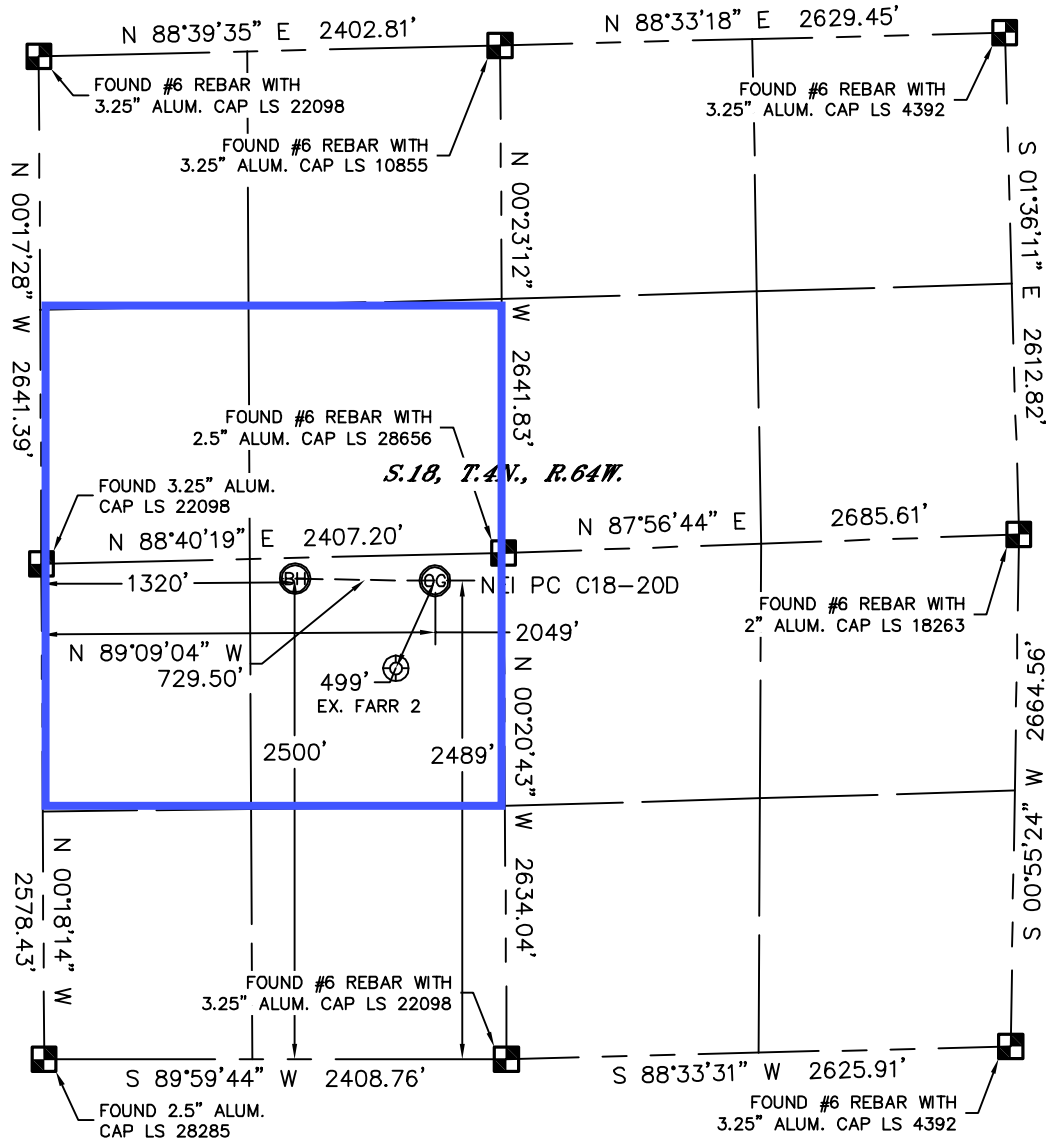 N 88°39'35" E 2402.81'
N 88°33'18" E 2629.45'
FOUND #6 REBAR WITH
3.25" ALUM. CAP LS 22098
FOUND #6 REBAR WITH
3.25" ALUM. CAP LS 4392
FOUND #6 REBAR WITH
3.25" ALUM. CAP LS 10855
N 00°17'28" W 2641.39'
N 00°23'12" W 2641.83'
S 01°36'11" E 2612.82'
FOUND #6 REBAR WITH
2.5" ALUM. CAP LS 28656
S.18, T.4N., R.64W.
FOUND 3.25" ALUM.
CAP LS 22098
N 88°40'19" E 2407.20'
N 87°56'44" E 2685.61'
1320'
BH
OG
NEI PC C18-20D
FOUND #6 REBAR WITH
2" ALUM. CAP LS 18263
2049'
N 89°09'04" W
729.50'
499'
EX. FARR 2
2500'
2489'
N 00°20'43" W 2634.04'
S 00°55'24" W 2664.56'
N 00°18'14" W
2578.43'
FOUND #6 REBAR WITH
3.25" ALUM. CAP LS 22098
S 89°59'44" W 2408.76'
S 88°33'31" W 2625.91'
FOUND 2.5" ALUM.
CAP LS 28285
FOUND #6 REBAR WITH
3.25" ALUM. CAP LS 4392